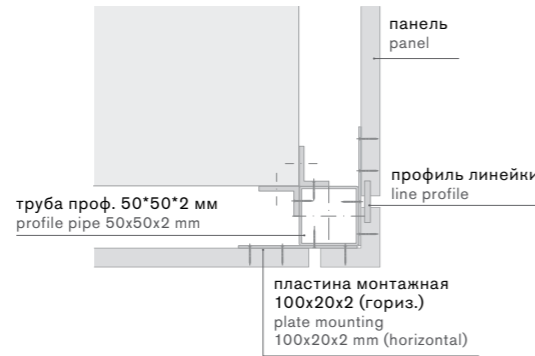 панель
panel
профиль линейки
line profile
труба проф. 50*50*2 мм
profile pipe 50x50x2 mm
пластина монтажная
100x20x2 (гориз.)
plate mounting
100x20x2 mm (horizontal)